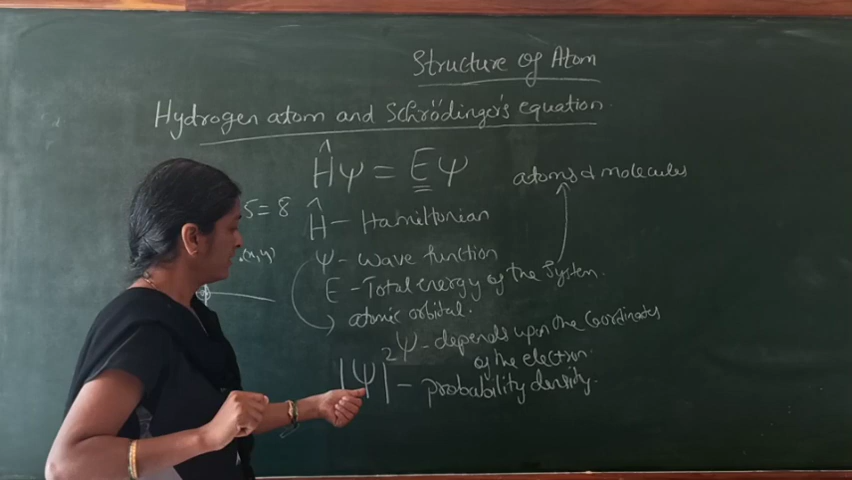 Structure of Atom
Hydrogen atom and Schrödinger's equation
Ĥψ = Eψ
atoms & molecules
5 = 8
Ĥ - Hamiltonian
.(x,y)
ψ - Wave function
E - Total energy of the System.
atomic orbital.
ψ - depends upon the Coordinates
of the electron.
|ψ|² - probability density.